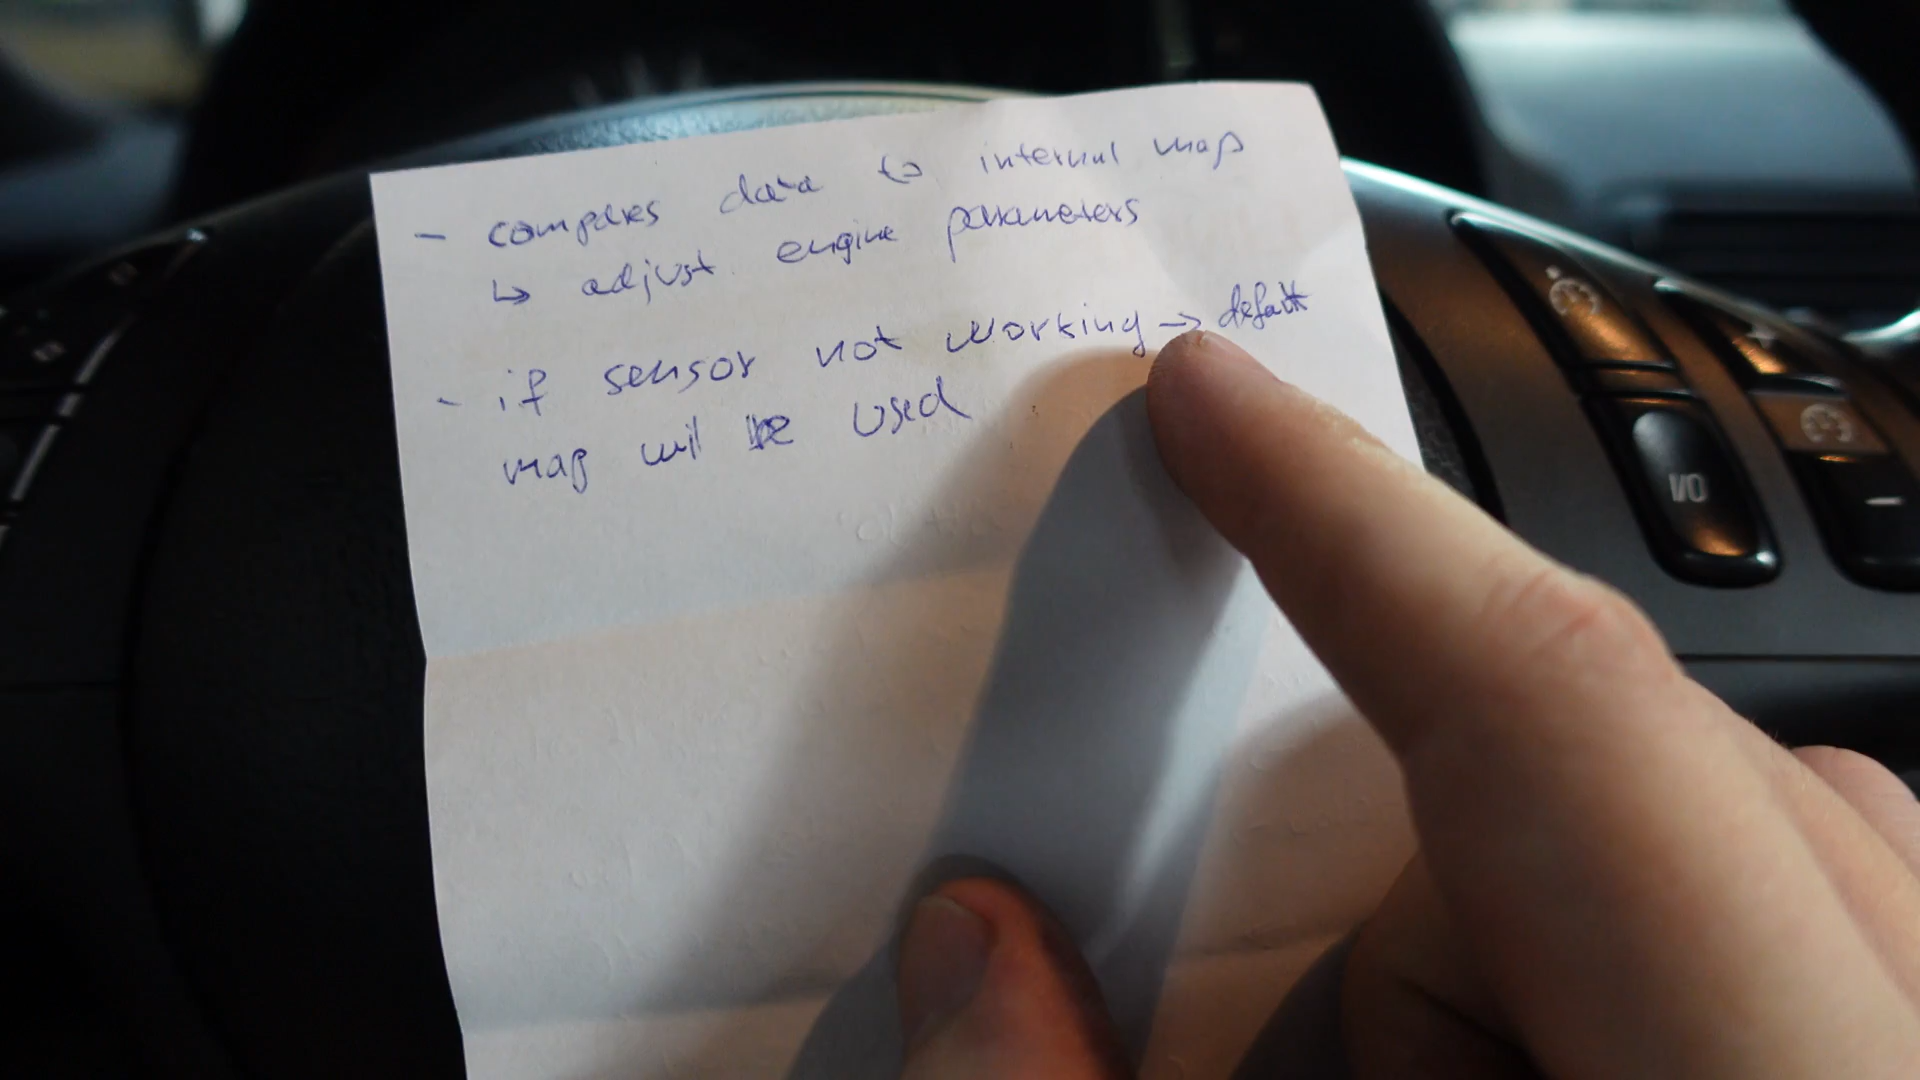 - compares data to internal map
↳ adjust engine parameters
- if sensor not working → default
map will be used
I/O
+
-